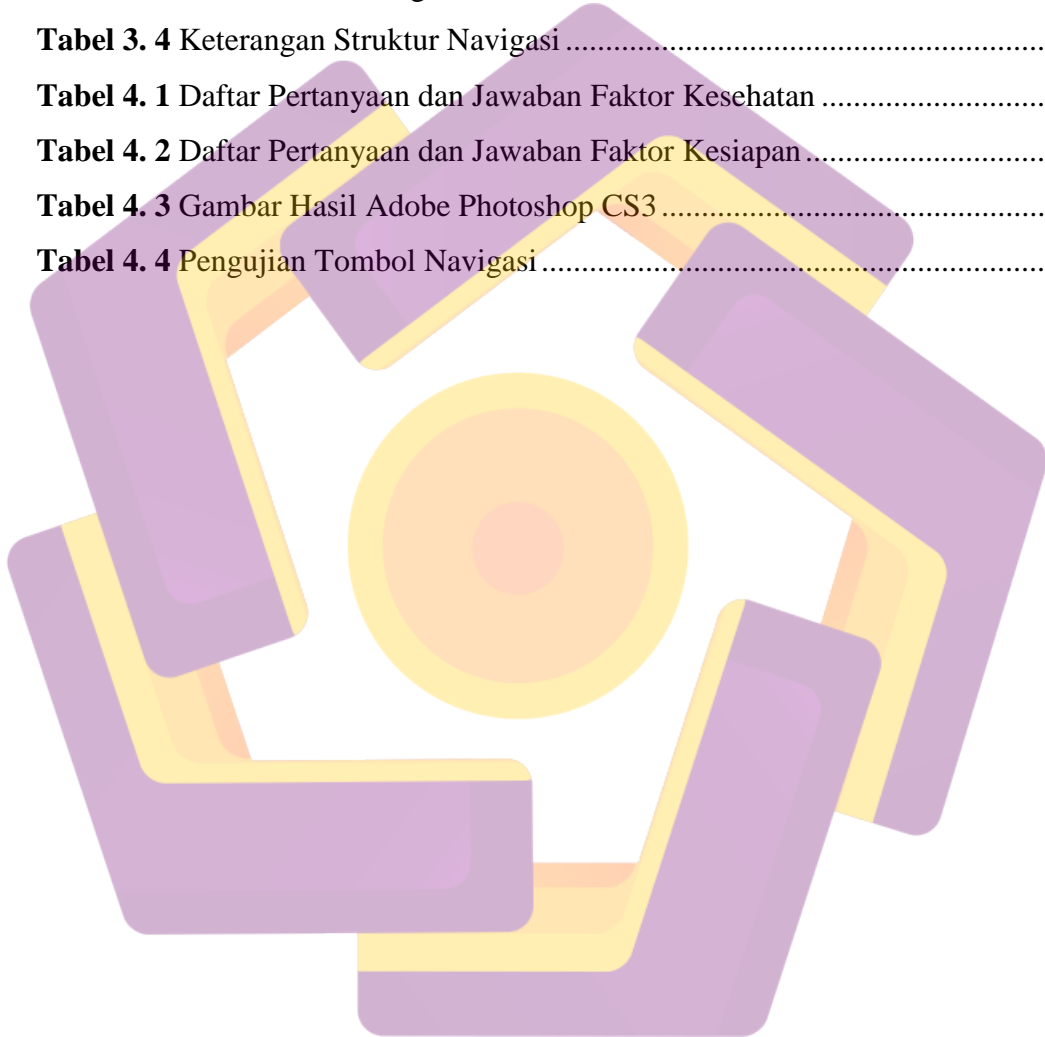 Tabel 3. 4 Keterangan Struktur Navigasi ............................................................
Tabel 4. 1 Daftar Pertanyaan dan Jawaban Faktor Kesehatan ............................
Tabel 4. 2 Daftar Pertanyaan dan Jawaban Faktor Kesiapan ..............................
Tabel 4. 3 Gambar Hasil Adobe Photoshop CS3 ................................................
Tabel 4. 4 Pengujian Tombol Navigasi ...............................................................